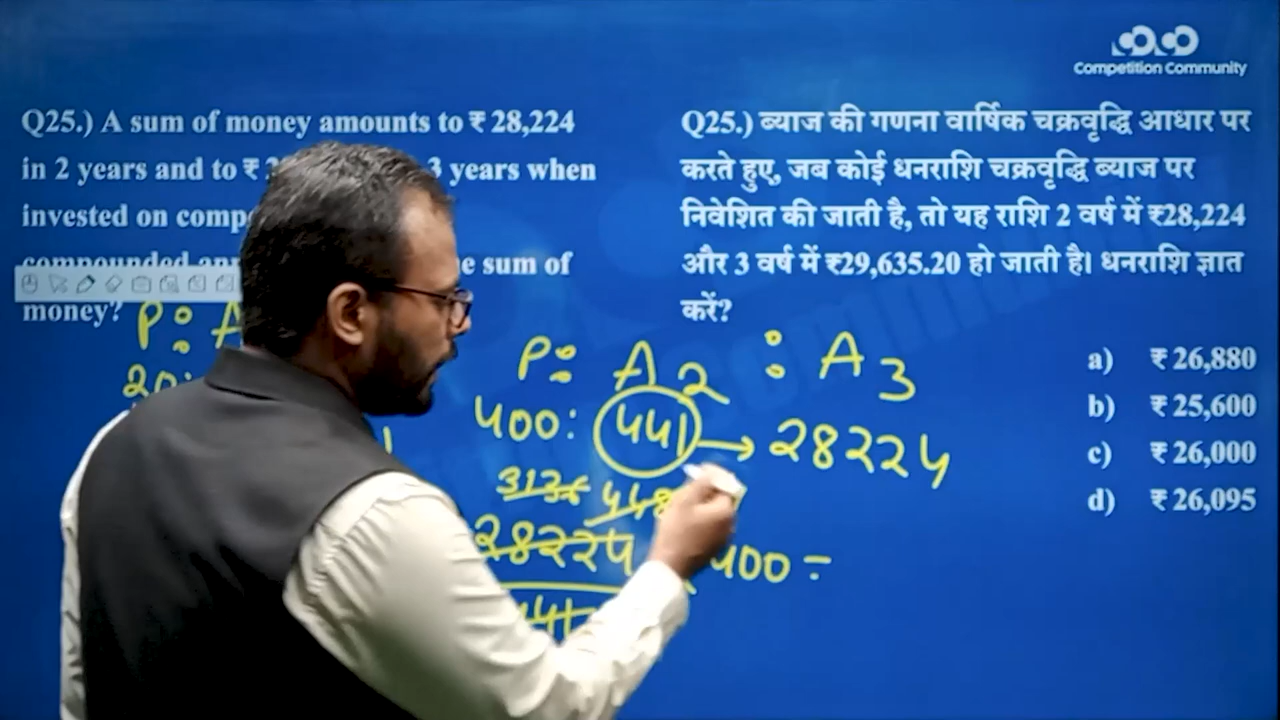 Competition Community
Q25.) A sum of money amounts to ₹ 28,224
in 2 years and to ₹ 3 years when
invested on
e sum of
money?
Q25.) ब्याज की गणना वार्षिक चक्रवृद्धि आधार पर
करते हुए, जब कोई धनराशि चक्रवृद्धि ब्याज पर
निवेशित की जाती है, तो यह राशि 2 वर्ष में ₹28,224
और 3 वर्ष में ₹29,635.20 हो जाती है। धनराशि ज्ञात
करें?
a) ₹ 26,880
b) ₹ 25,600
c) ₹ 26,000
d) ₹ 26,095
P : A
20:
P : A2 : A3
400: 441 → 28224
28224 400 =
441